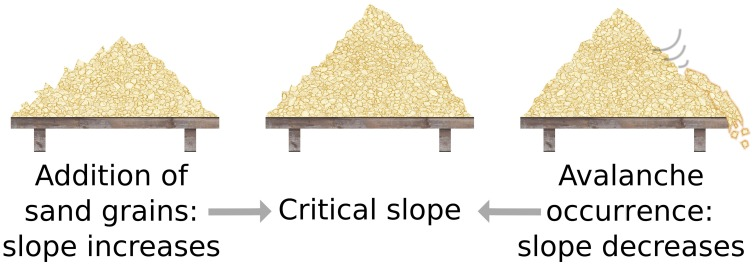 Addition of
sand grains:
slope increases
Critical slope
Avalanche
occurrence:
slope decreases